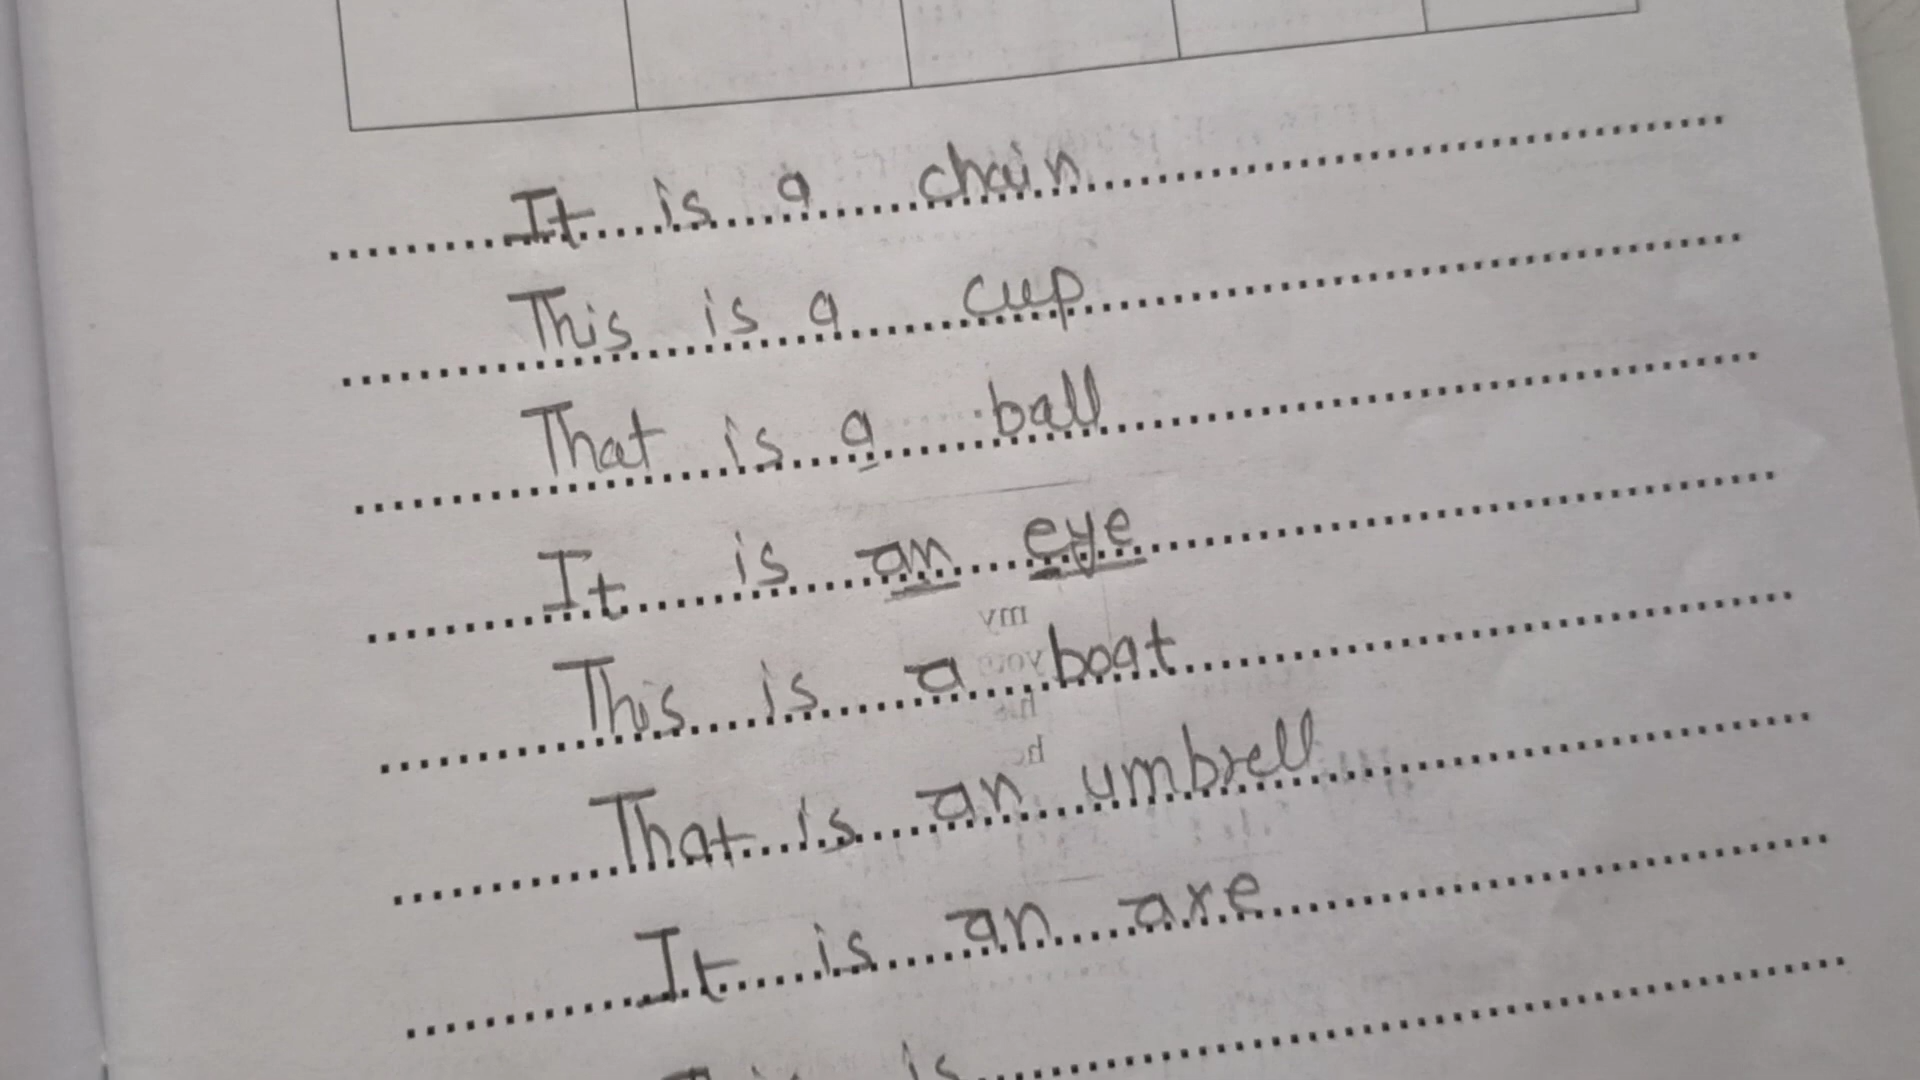 It is a chain
This is a cup
That is a ball
It is an eye
This is a boat
That is an umbrell
It is an axe
is